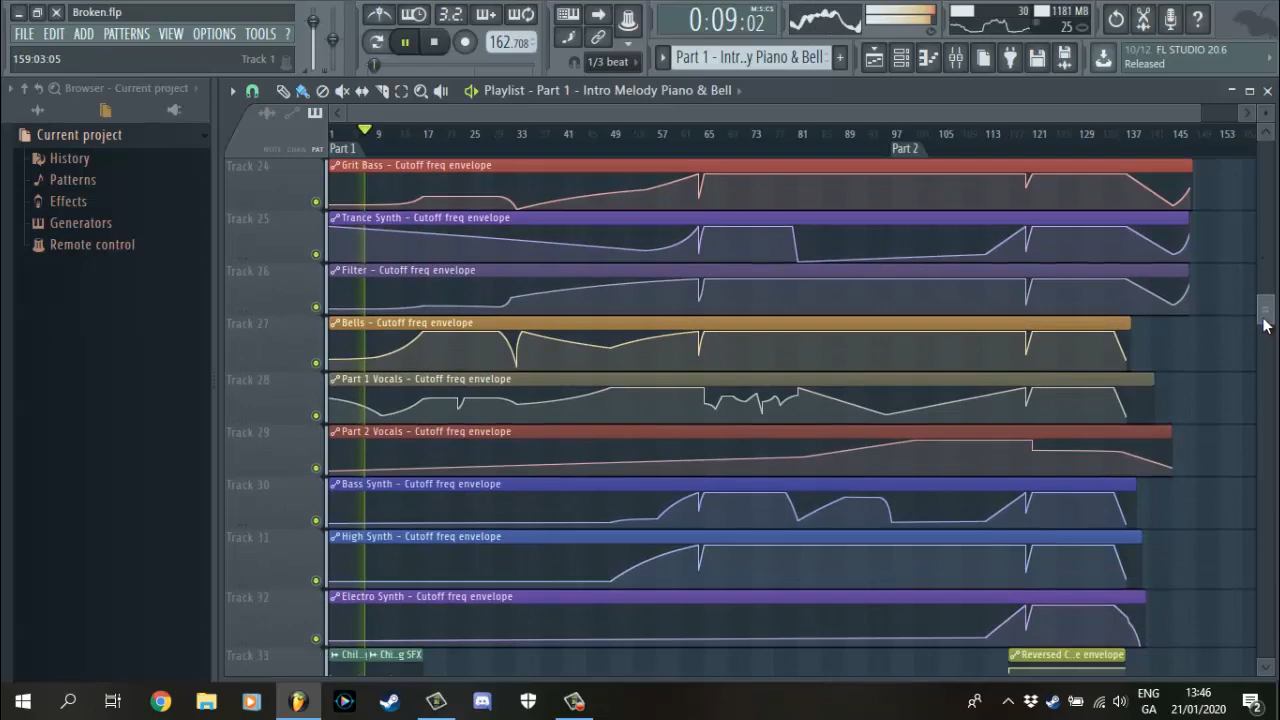 Broken.flp
FILE EDIT ADD PATTERNS VIEW OPTIONS TOOLS ?
159:03:05 Track 1
3.2
162.708
1/3 beat
0:09:02
M:S:CS
Part 1 - Intr..y Piano & Bell
30
1181 MB
25
10/12 FL STUDIO 20.6
Released
Browser - Current project
Playlist - Part 1 - Intro Melody Piano & Bell
Current project
History
Patterns
Effects
Generators
Remote control
NOTE CHAN PAT
1 9 17 25 33 41 49 57 65 73 81 89 97 105 113 121 129 137 145 153
Part 1
Part 2
Track 24
Grit Bass - Cutoff freq envelope
Track 25
Trance Synth - Cutoff freq envelope
Track 26
Filter - Cutoff freq envelope
Track 27
Bells - Cutoff freq envelope
Track 28
Part 1 Vocals - Cutoff freq envelope
Track 29
Part 2 Vocals - Cutoff freq envelope
Track 30
Bass Synth - Cutoff freq envelope
Track 31
High Synth - Cutoff freq envelope
Track 32
Electro Synth - Cutoff freq envelope
Track 33
Chil..
Chi..g SFX
Reversed C..e envelope
ENG
GA
13:46
21/01/2020
2